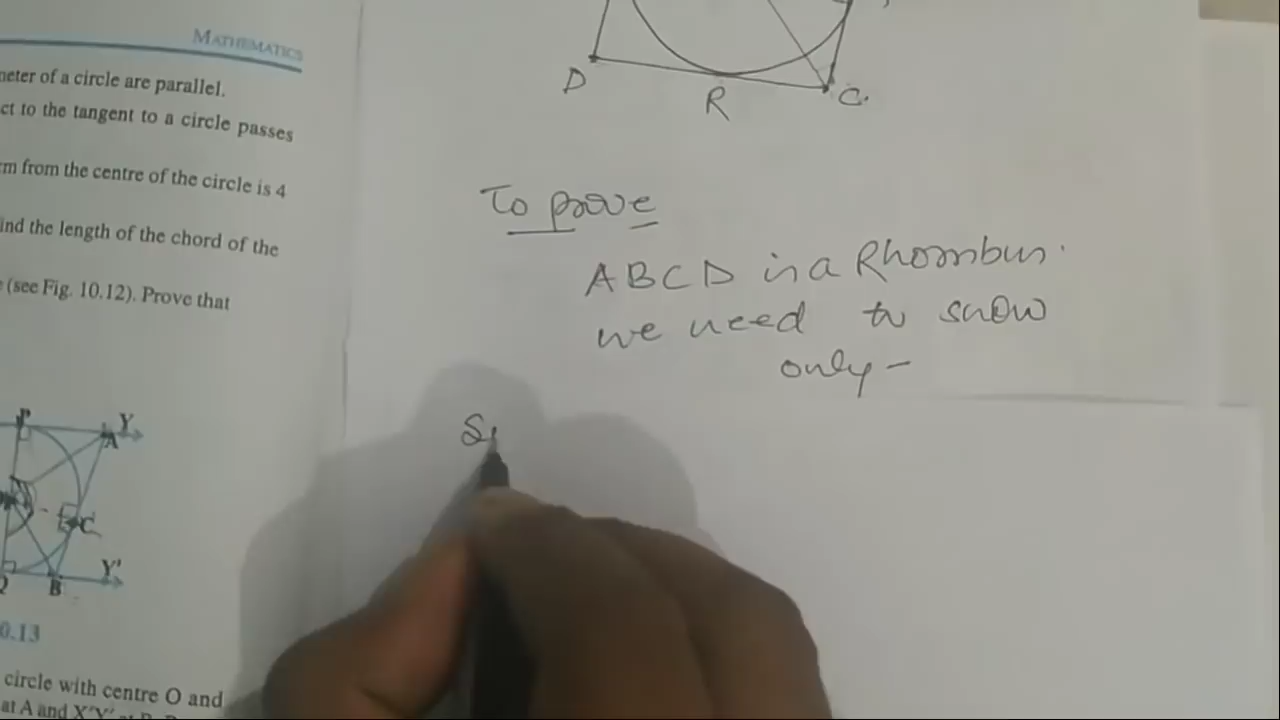 MATHEMATICS
meter of a circle are parallel.
ct to the tangent to a circle passes
m from the centre of the circle is 4
ind the length of the chord of the
(see Fig. 10.12). Prove that
P Y
A
C
B Y'
0.13
circle with centre O and
at A and X'Y' at B. P
D R C.
To prove
ABCD is a Rhombus.
we need to show
only -
S